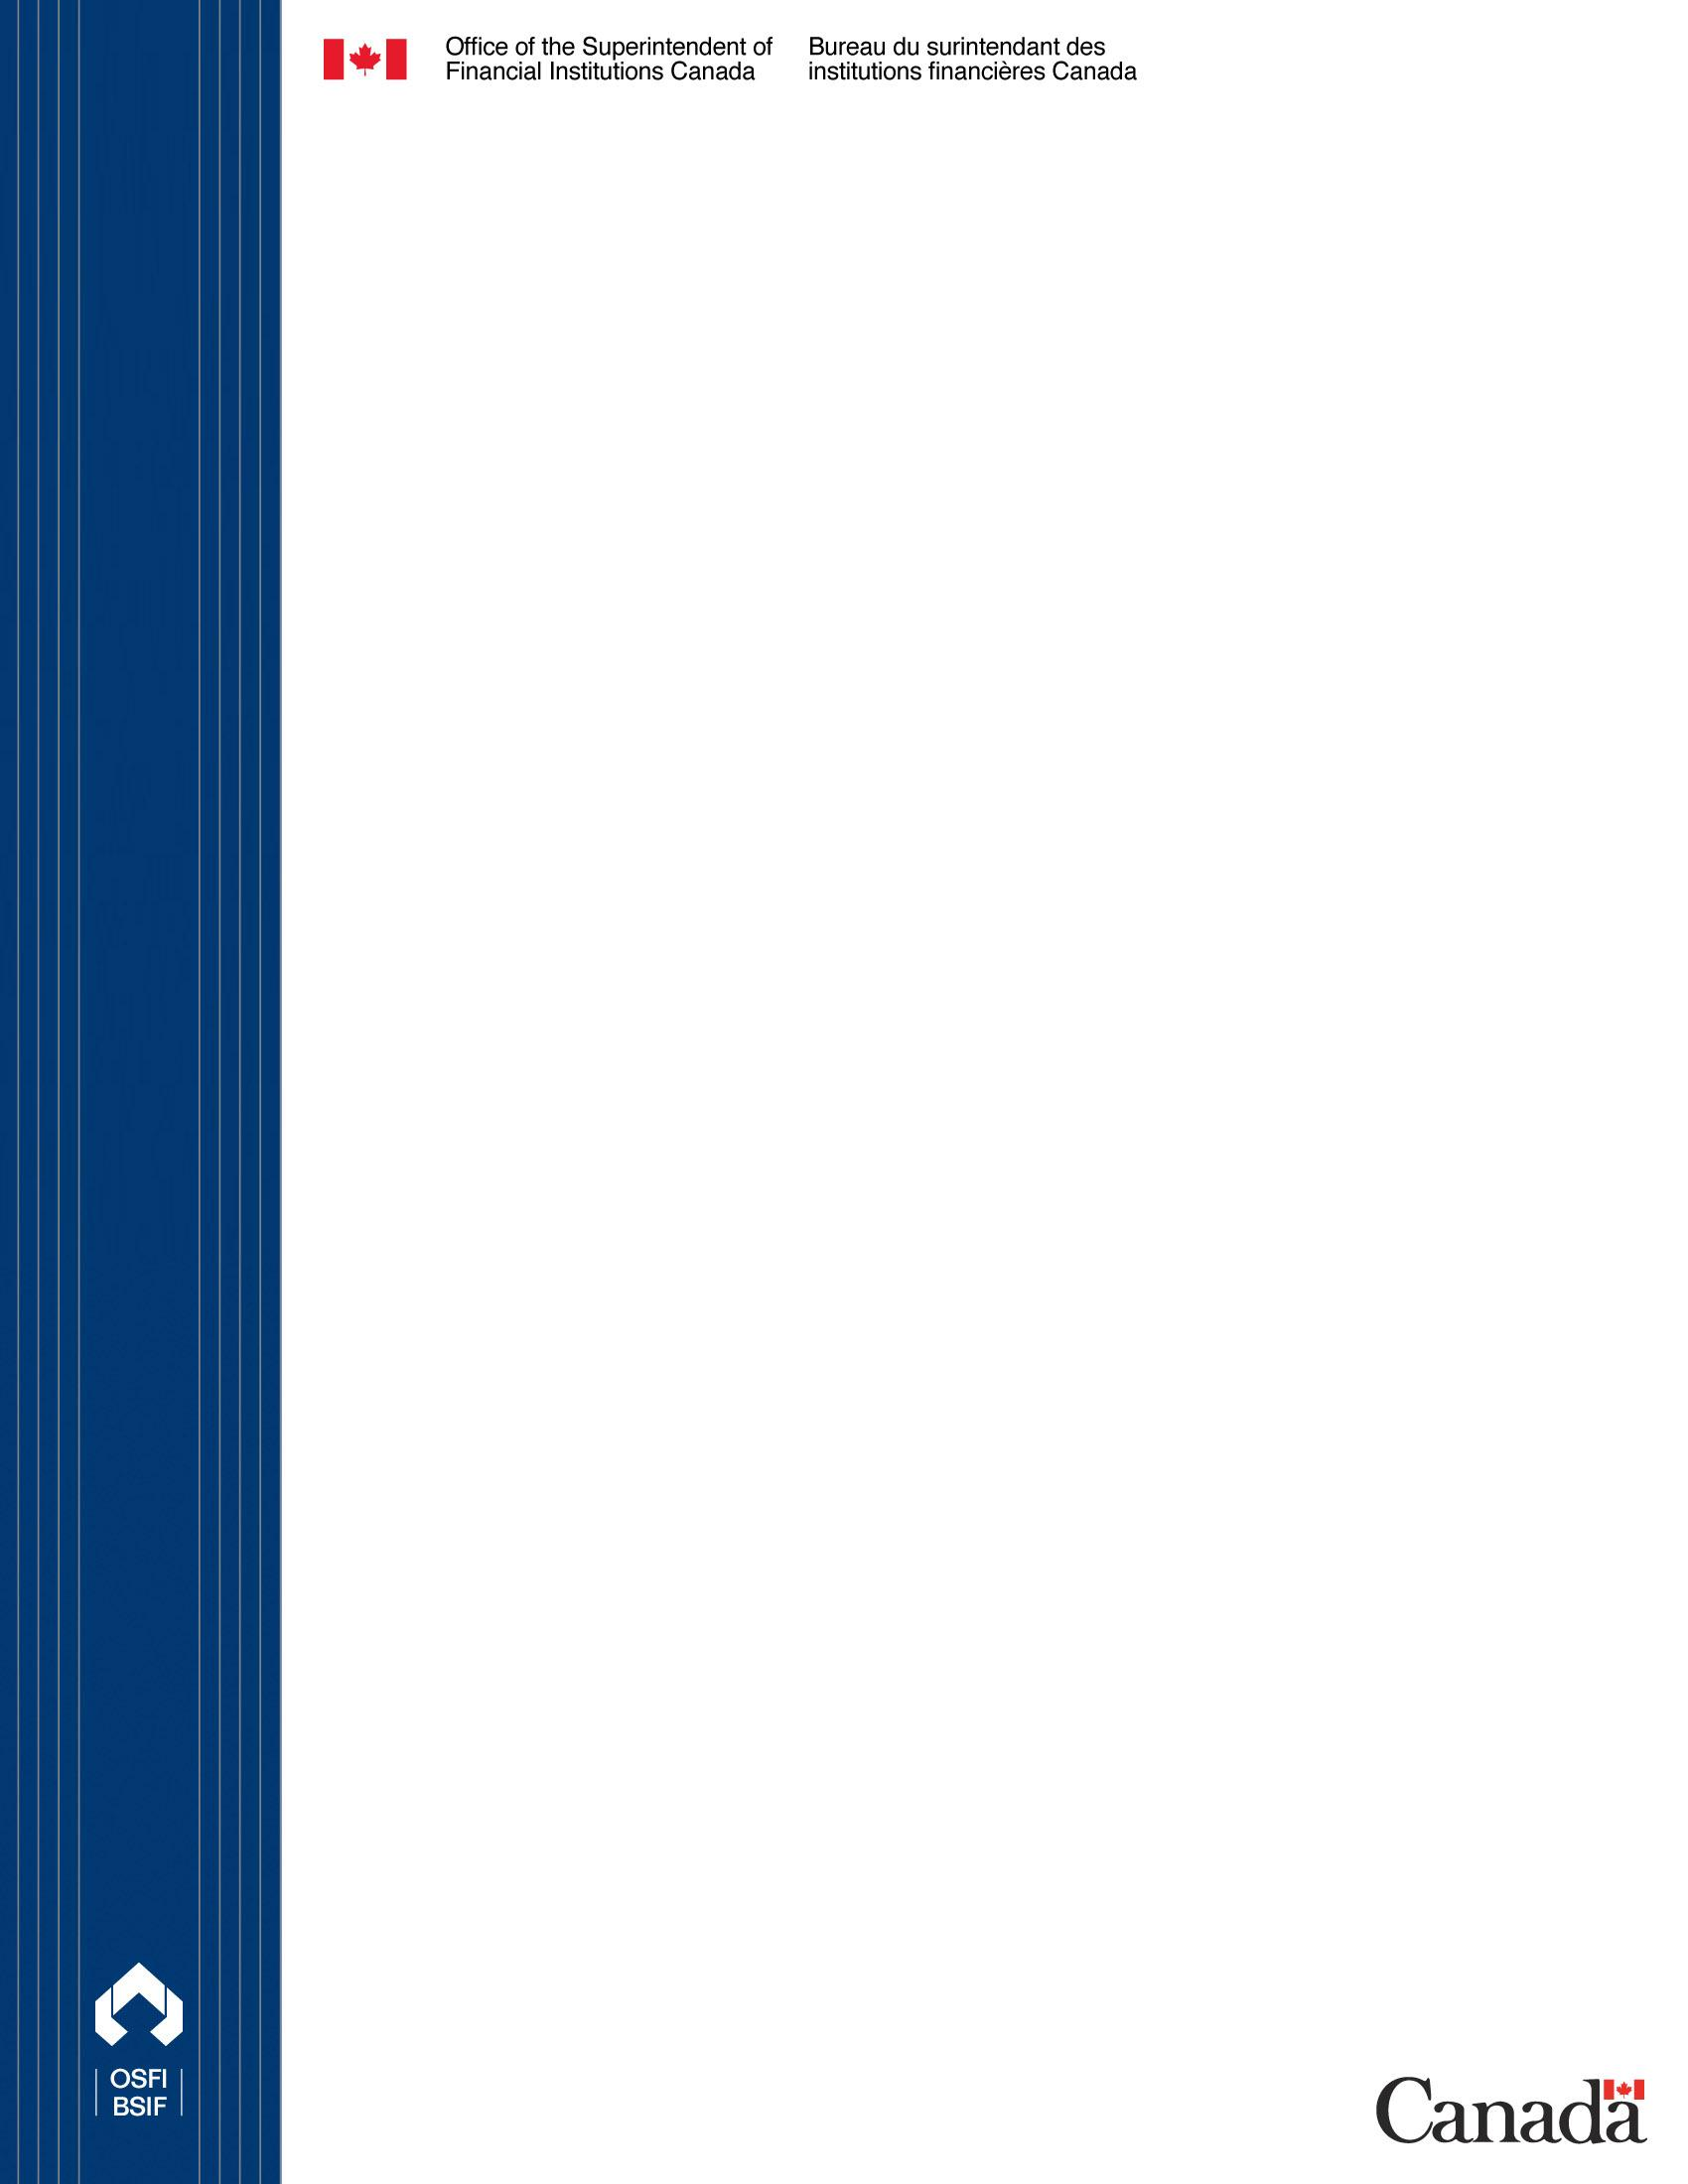 Office of the Superintendent of
Financial Institutions Canada
Bureau du surintendant des
institutions financières Canada
OSFI
BSIF
Canada